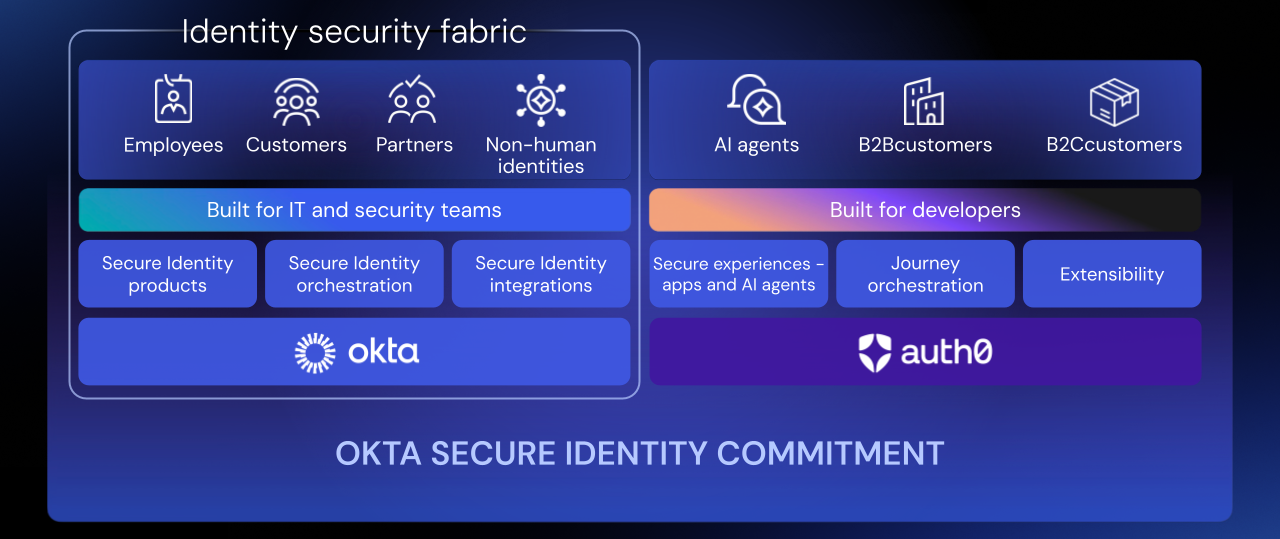 Identity security fabric
Employees
Customers
Partners
Non-human
identities
AI agents
B2Bcustomers
B2Ccustomers
Built for IT and security teams
Built for developers
Secure Identity
products
Secure Identity
orchestration
Secure Identity
integrations
Secure experiences -
apps and AI agents
Journey
orchestration
Extensibility
okta
auth0
OKTA SECURE IDENTITY COMMITMENT